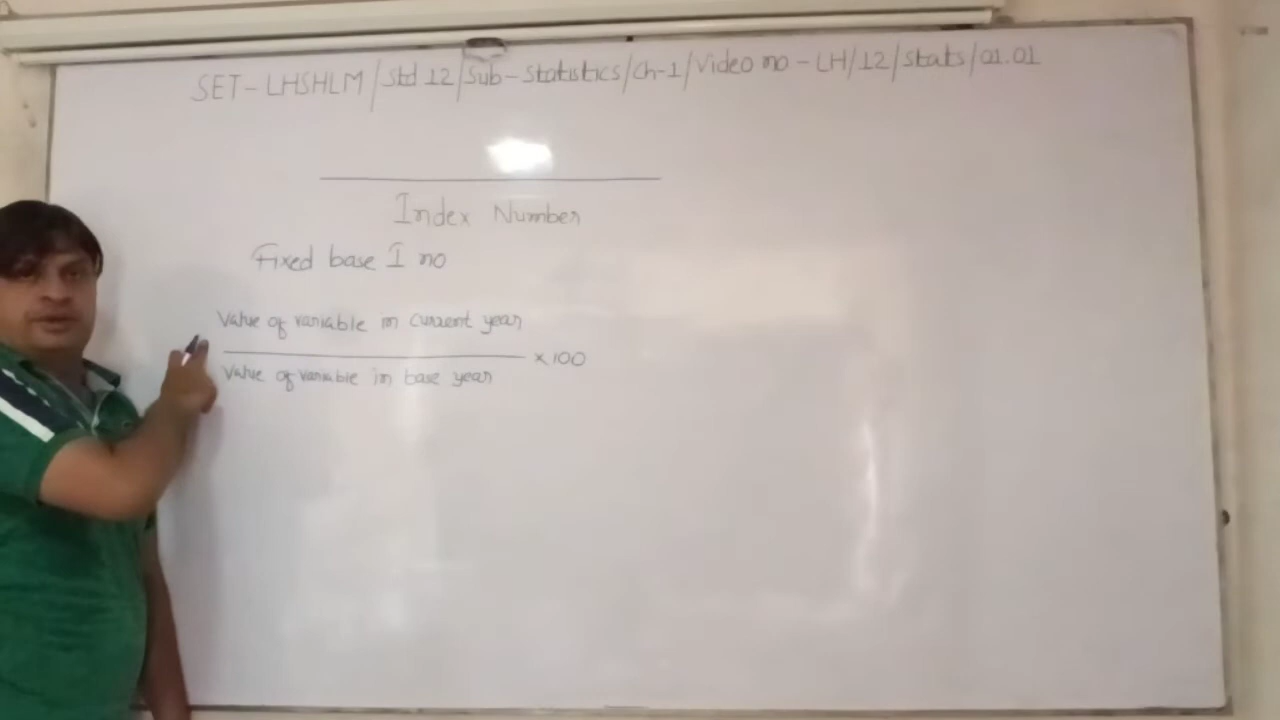 SET-LHSHLM/Std 12/Sub-Statistics/Ch-1/Video no-LH/12/Stats/01.01
Index Number
Fixed base I no
Value of variable in current year
Value of variable in base year × 100